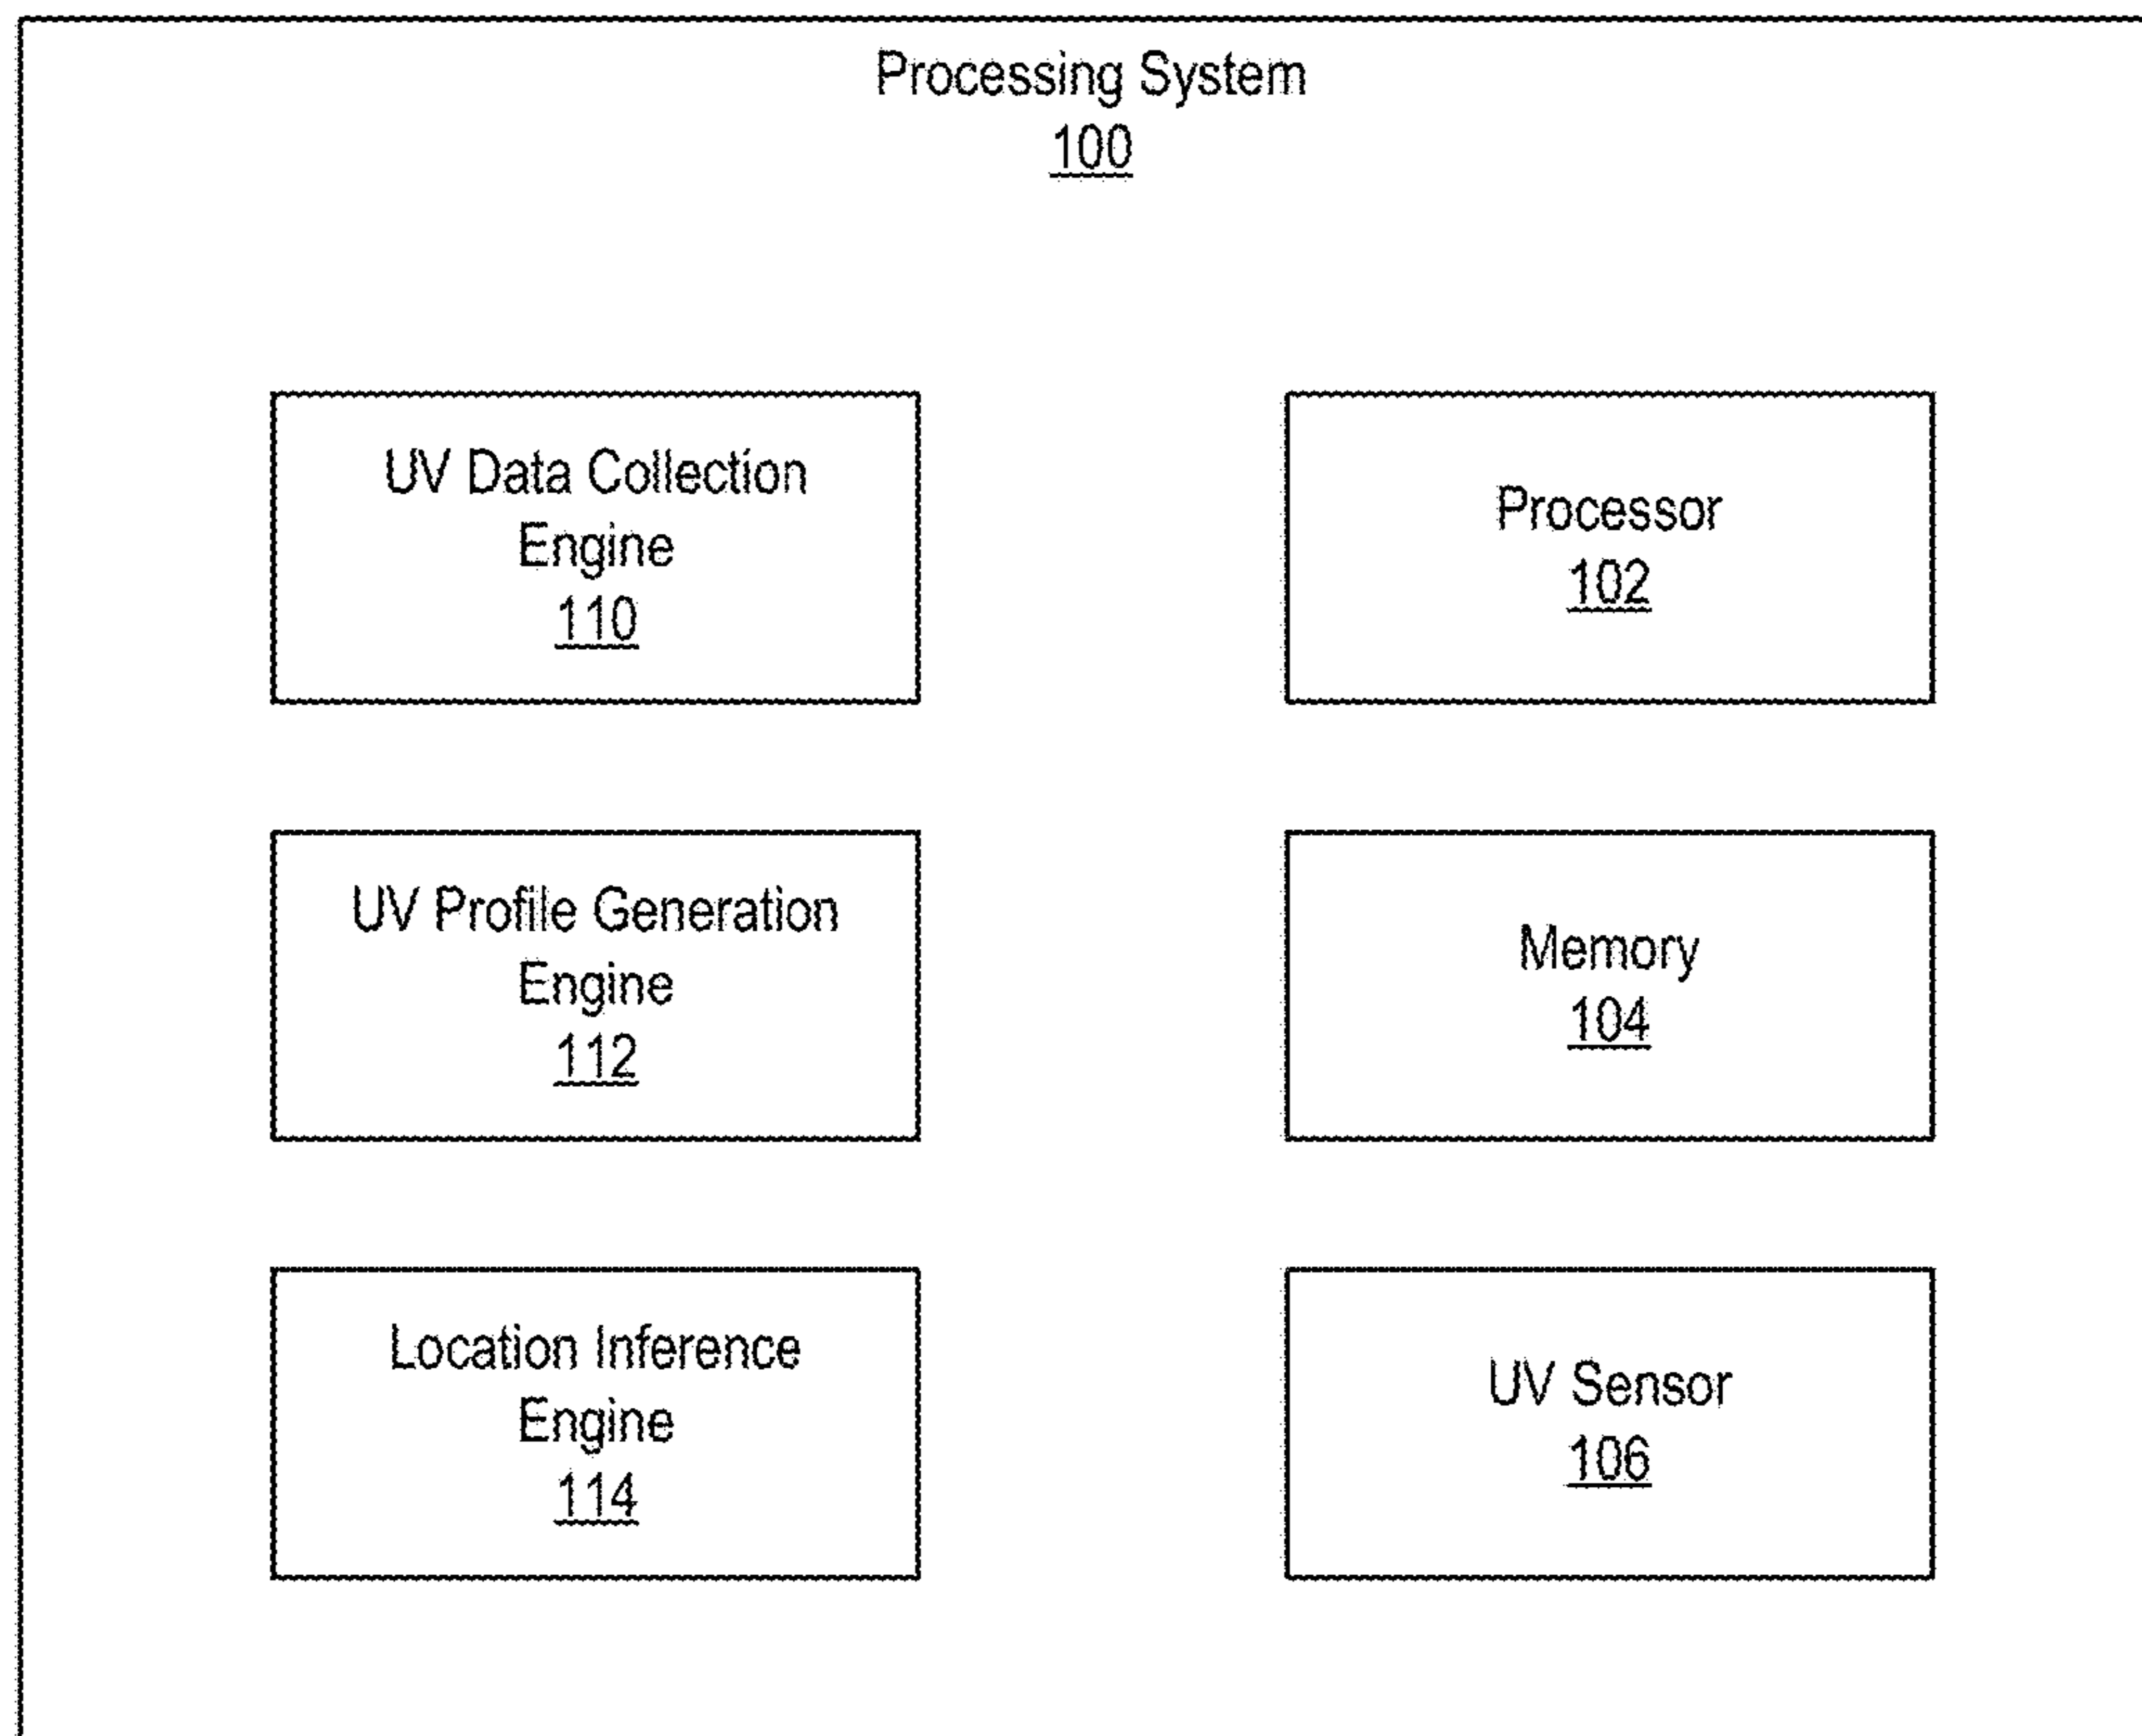 Processing System
100
UV Data Collection
Engine
110
Processor
102
UV Profile Generation
Engine
112
Memory
104
Location Inference
Engine
114
UV Sensor
106